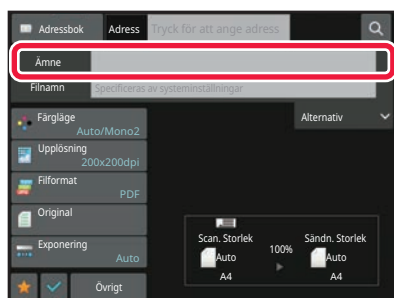 Adressbok Adress Tryck för att ange adress
Ämne
Filnamn Specificeras av systeminställningar
Färgläge
Auto/Mono2
Alternativ
Upplösning
200x200dpi
Filformat
PDF
Original
Exponering
Auto
Scan. Storlek 100% Sändn. Storlek
Auto Auto
A4 A4
Övrigt